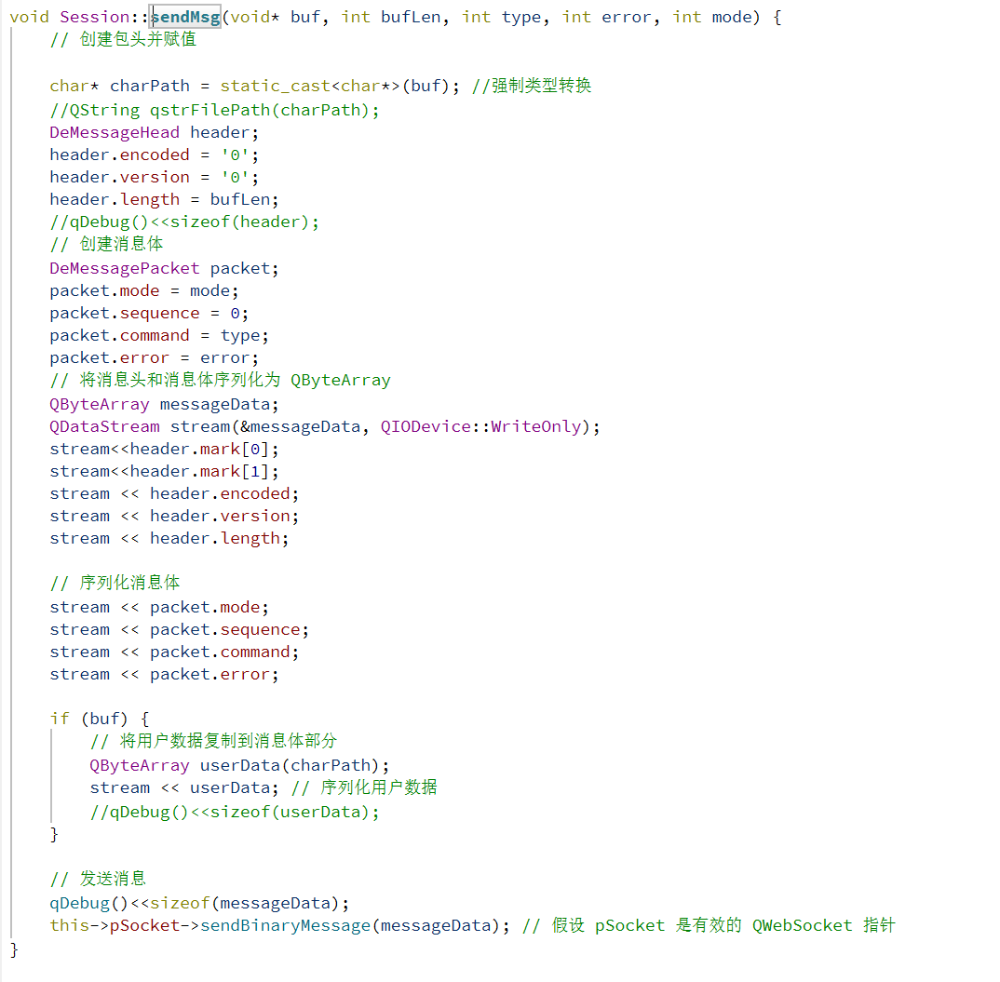 void Session::sendMsg(void* buf, int bufLen, int type, int error, int mode) {
// 创建包头并赋值
char* charPath = static_cast<char*>(buf); //强制类型转换
//QString qstrFilePath(charPath);
DeMessageHead header;
header.encoded = '0';
header.version = '0';
header.length = bufLen;
//qDebug()<<sizeof(header);
// 创建消息体
DeMessagePacket packet;
packet.mode = mode;
packet.sequence = 0;
packet.command = type;
packet.error = error;
// 将消息头和消息体序列化为 QByteArray
QByteArray messageData;
QDataStream stream(&messageData, QIODevice::WriteOnly);
stream<<header.mark[0];
stream<<header.mark[1];
stream << header.encoded;
stream << header.version;
stream << header.length;
// 序列化消息体
stream << packet.mode;
stream << packet.sequence;
stream << packet.command;
stream << packet.error;
if (buf) {
// 将用户数据复制到消息体部分
QByteArray userData(charPath);
stream << userData; // 序列化用户数据
//qDebug()<<sizeof(userData);
}
// 发送消息
qDebug()<<sizeof(messageData);
this->pSocket->sendBinaryMessage(messageData); // 假设 pSocket 是有效的 QWebSocket 指针
}